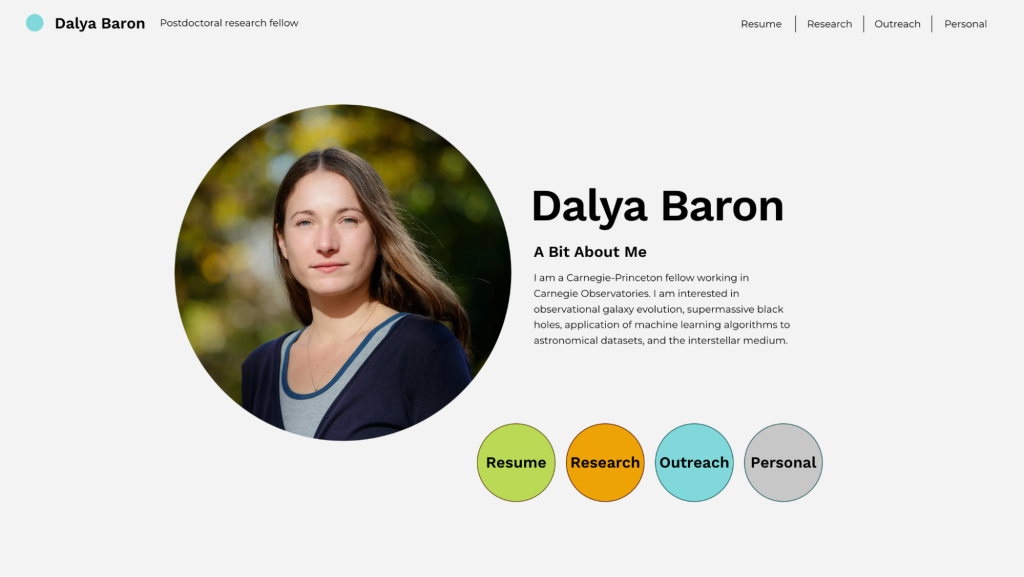 Dalya Baron Postdoctoral research fellow Resume Research Outreach Personal
Dalya Baron
A Bit About Me
I am a Carnegie-Princeton fellow working in
Carnegie Observatories. I am interested in
observational galaxy evolution, supermassive black
holes, application of machine learning algorithms to
astronomical datasets, and the interstellar medium.
Resume Research Outreach Personal